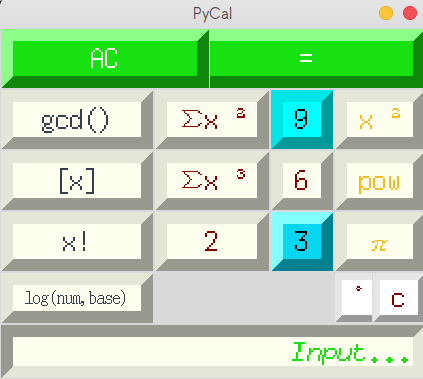 PyCal
AC =
gcd() Σx ² 9 x ²
[x] Σx ³ 6 pow
x! 2 3 π
log(num,base) ° c
Input...